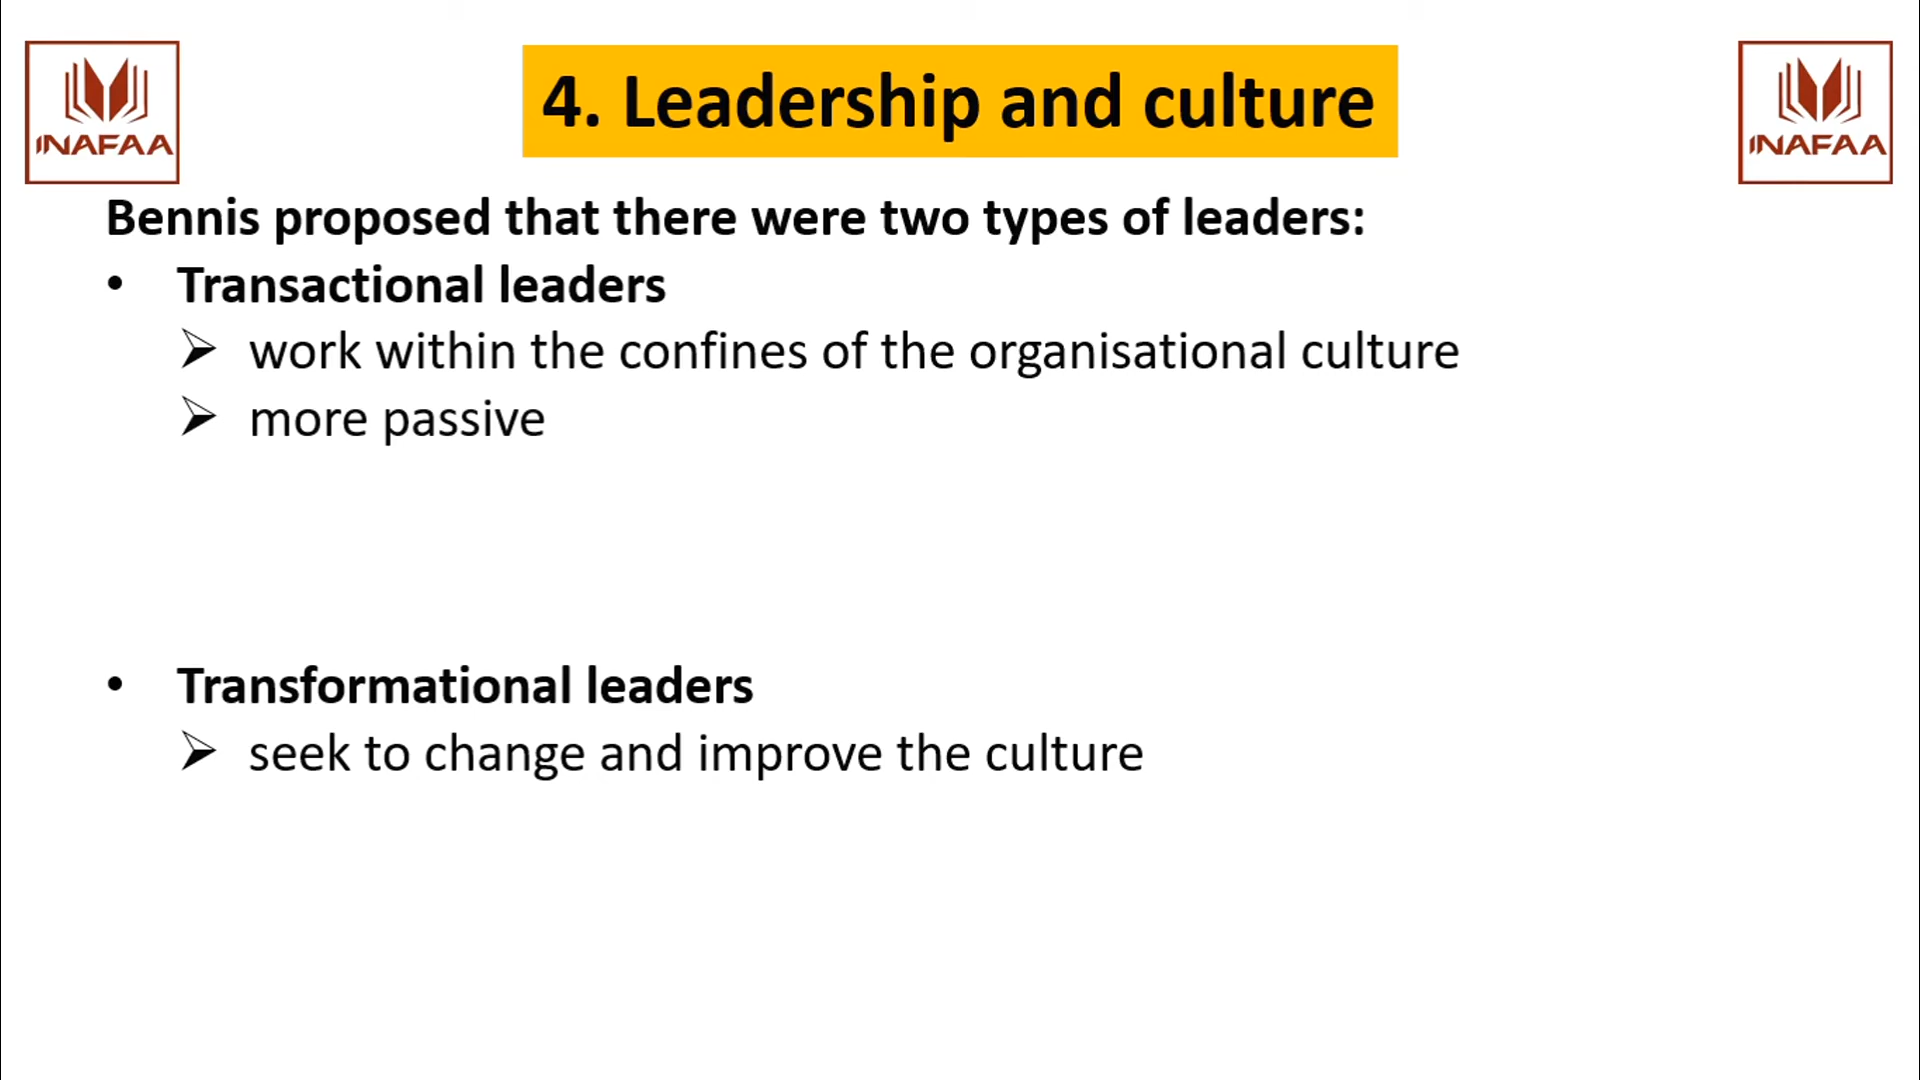 INAFAA
4. Leadership and culture
INAFAA
Bennis proposed that there were two types of leaders:
• Transactional leaders
➢ work within the confines of the organisational culture
➢ more passive
• Transformational leaders
➢ seek to change and improve the culture